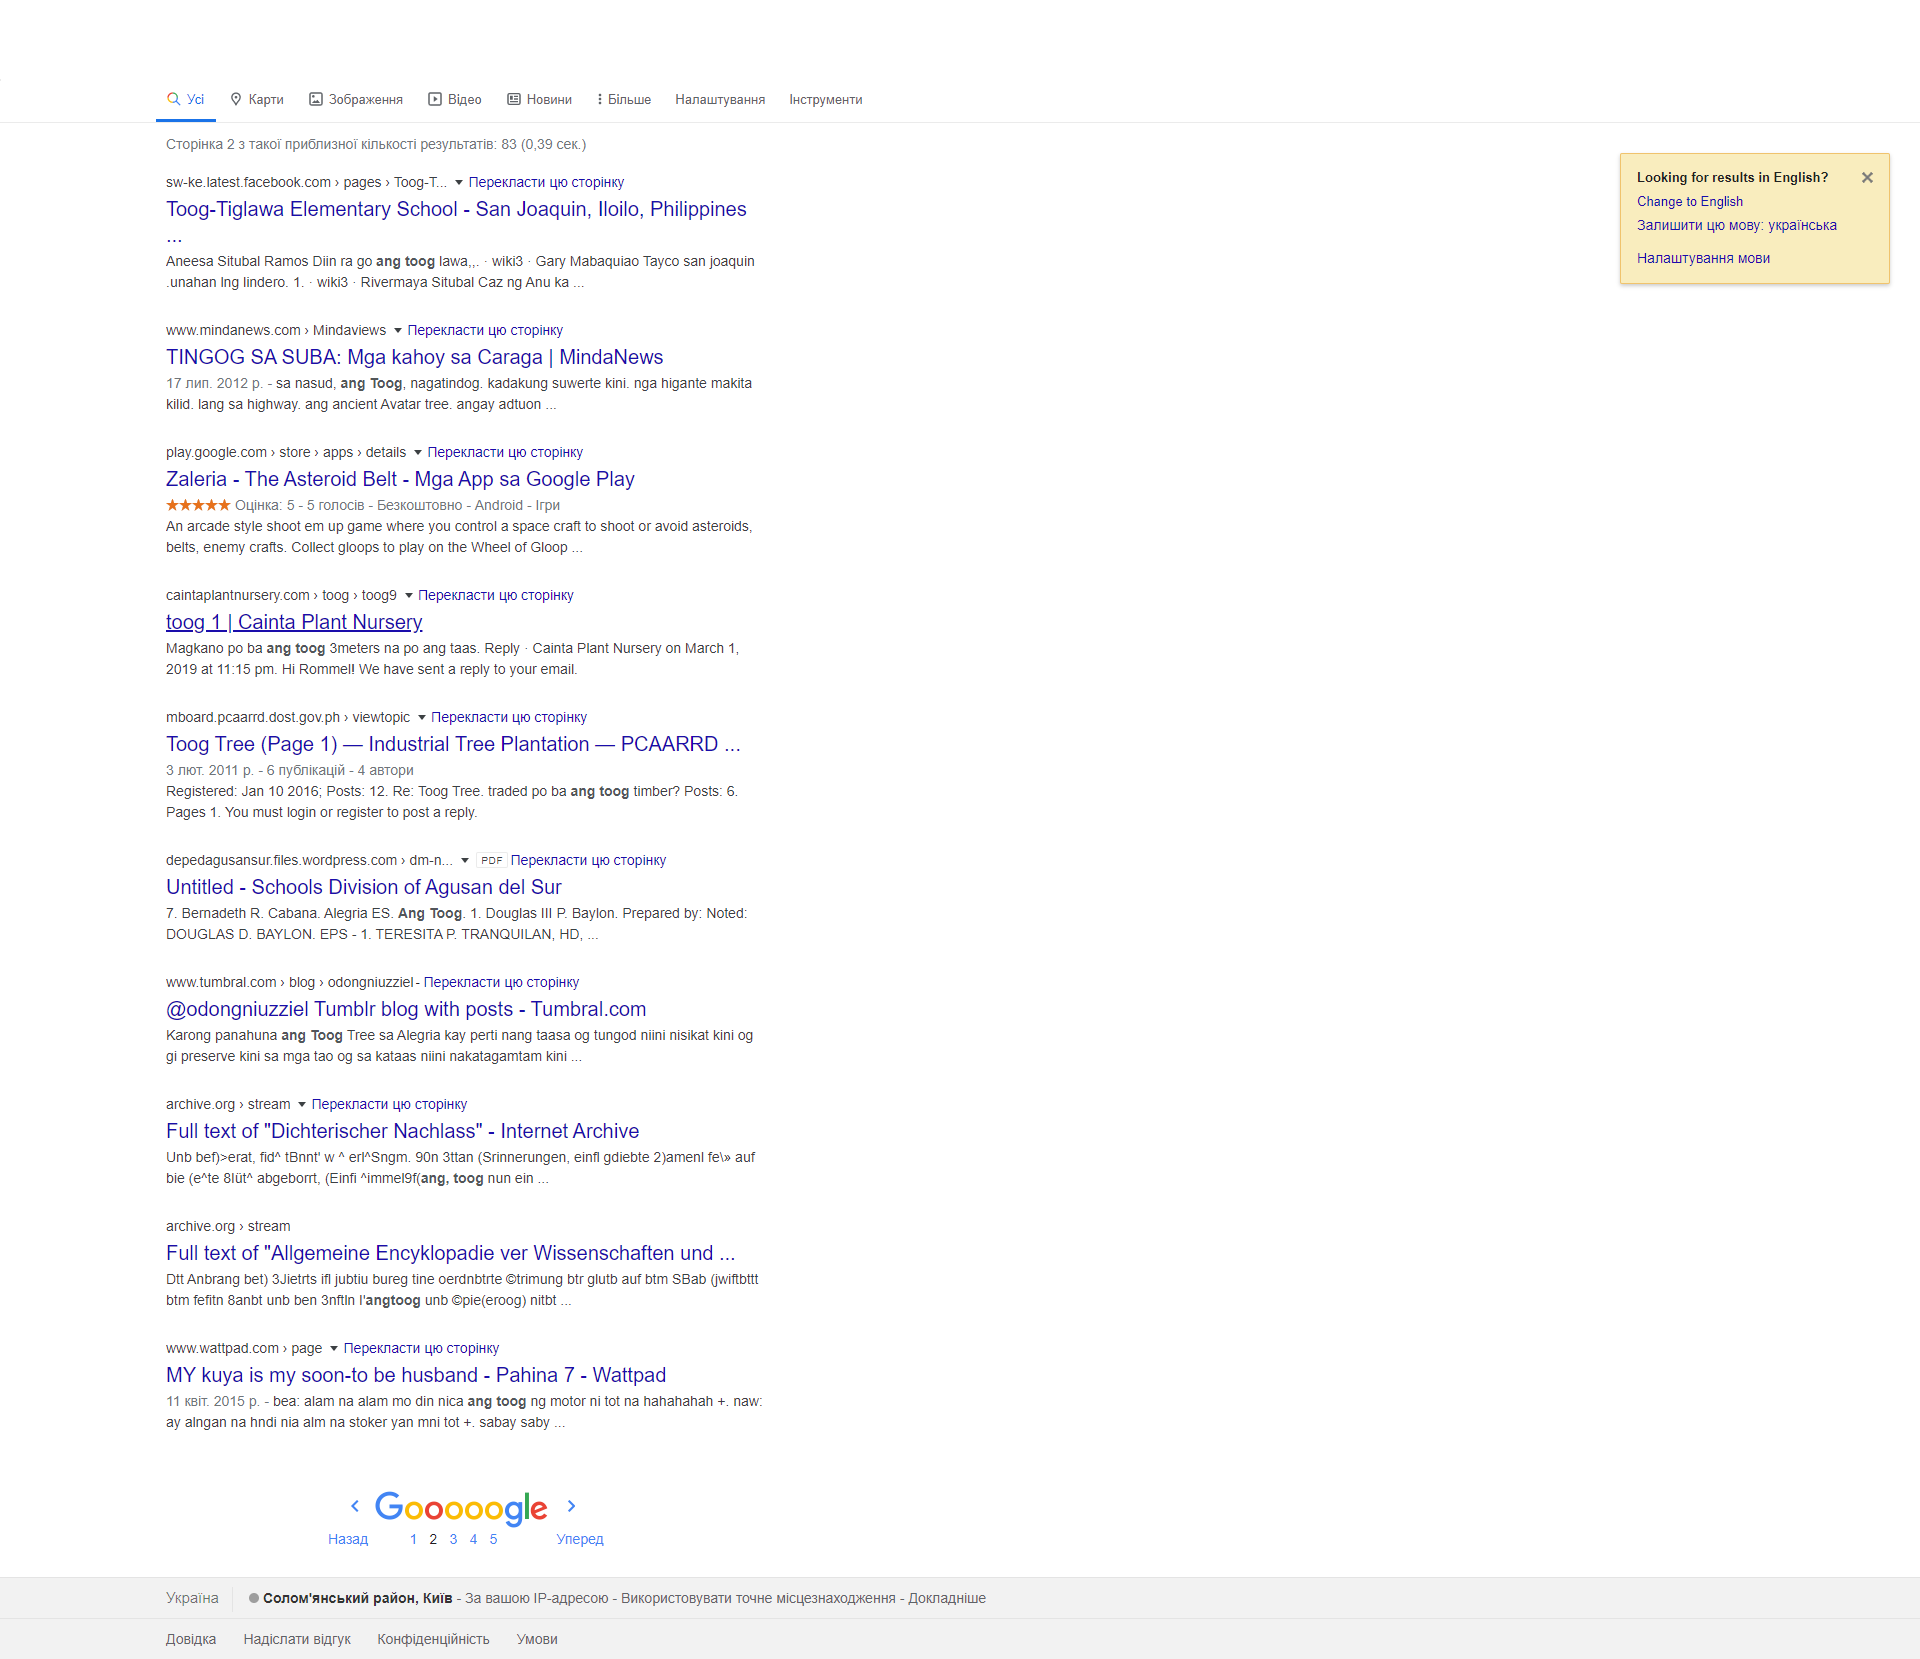 Усі Карти Зображення Відео Новини Більше Налаштування Інструменти
Сторінка 2 з такої приблизної кількості результатів: 83 (0,39 сек.)
Looking for results in English?
Change to English
Залишити цю мову: українська
Налаштування мови
sw-ke.latest.facebook.com › pages › Toog-T... Перекласти цю сторінку
Toog-Tiglawa Elementary School - San Joaquin, Iloilo, Philippines
...
Aneesa Situbal Ramos Diin ra go ang toog lawa,,. · wiki3 · Gary Mabaquiao Tayco san joaquin
.unahan lng lindero. 1. · wiki3 · Rivermaya Situbal Caz ng Anu ka ...
www.mindanews.com › Mindaviews Перекласти цю сторінку
TINGOG SA SUBA: Mga kahoy sa Caraga | MindaNews
17 лип. 2012 р. - sa nasud, ang Toog, nagatindog. kadakung suwerte kini. nga higante makita
kilid. lang sa highway. ang ancient Avatar tree. angay adtuon ...
play.google.com › store › apps › details Перекласти цю сторінку
Zaleria - The Asteroid Belt - Mga App sa Google Play
★★★★★ Оцінка: 5 - 5 голосів - Безкоштовно - Android - Ігри
An arcade style shoot em up game where you control a space craft to shoot or avoid asteroids,
belts, enemy crafts. Collect gloops to play on the Wheel of Gloop ...
caintaplantnursery.com › toog › toog9 Перекласти цю сторінку
toog 1 | Cainta Plant Nursery
Magkano po ba ang toog 3meters na po ang taas. Reply · Cainta Plant Nursery on March 1,
2019 at 11:15 pm. Hi Rommel! We have sent a reply to your email.
mboard.pcaarrd.dost.gov.ph › viewtopic Перекласти цю сторінку
Toog Tree (Page 1) — Industrial Tree Plantation — PCAARRD ...
3 лют. 2011 р. - 6 публікацій - 4 автори
Registered: Jan 10 2016; Posts: 12. Re: Toog Tree. traded po ba ang toog timber? Posts: 6.
Pages 1. You must login or register to post a reply.
depedagusansur.files.wordpress.com › dm-n... PDF Перекласти цю сторінку
Untitled - Schools Division of Agusan del Sur
7. Bernadeth R. Cabana. Alegria ES. Ang Toog. 1. Douglas III P. Baylon. Prepared by: Noted:
DOUGLAS D. BAYLON. EPS - 1. TERESITA P. TRANQUILAN, HD, ...
www.tumbral.com › blog › odongniuzziel - Перекласти цю сторінку
@odongniuzziel Tumblr blog with posts - Tumbral.com
Karong panahuna ang Toog Tree sa Alegria kay perti nang taasa og tungod niini nisikat kini og
gi preserve kini sa mga tao og sa kataas niini nakatagamtam kini ...
archive.org › stream Перекласти цю сторінку
Full text of "Dichterischer Nachlass" - Internet Archive
Unb bef)>erat, fid^ tBnnt' w ^ erl^Sngm. 90n 3ttan (Srinnerungen, einfl gdiebte 2)amenl fe\» auf
bie (e^te 8lüt^ abgeborrt, (Einfi ^immel9f(ang, toog nun ein ...
archive.org › stream
Full text of "Allgemeine Encyklopadie ver Wissenschaften und ...
Dtt Anbrang bet) 3Jietrts ifl jubtiu bureg tine oerdnbtrte ©trimung btr glutb auf btm SBab (jwiftbttt
btm fefitn 8anbt unb ben 3nftln l'angtoog unb ©pie(eroog) nitbt ...
www.wattpad.com › page Перекласти цю сторінку
MY kuya is my soon-to be husband - Pahina 7 - Wattpad
11 квіт. 2015 р. - bea: alam na alam mo din nica ang toog ng motor ni tot na hahahahah +. naw:
ay alngan na hndi nia alm na stoker yan mni tot +. sabay saby ...
Gooooogle
Назад 1 2 3 4 5 Уперед
Україна Солом'янський район, Київ - За вашою IP-адресою - Використовувати точне місцезнаходження - Докладніше
Довідка Надіслати відгук Конфіденційність Умови